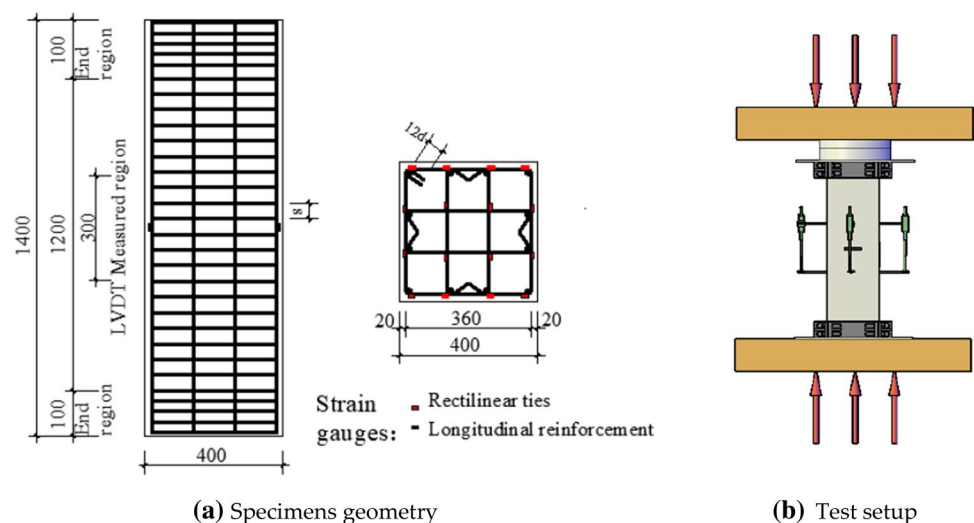 1400
100
End
region
1200
300
LVDT Measured region
100
End
region
400
s
12d
20
360
20
400
Strain
gauges:
Rectilinear ties
Longitudinal reinforcement
(a) Specimens geometry
(b) Test setup